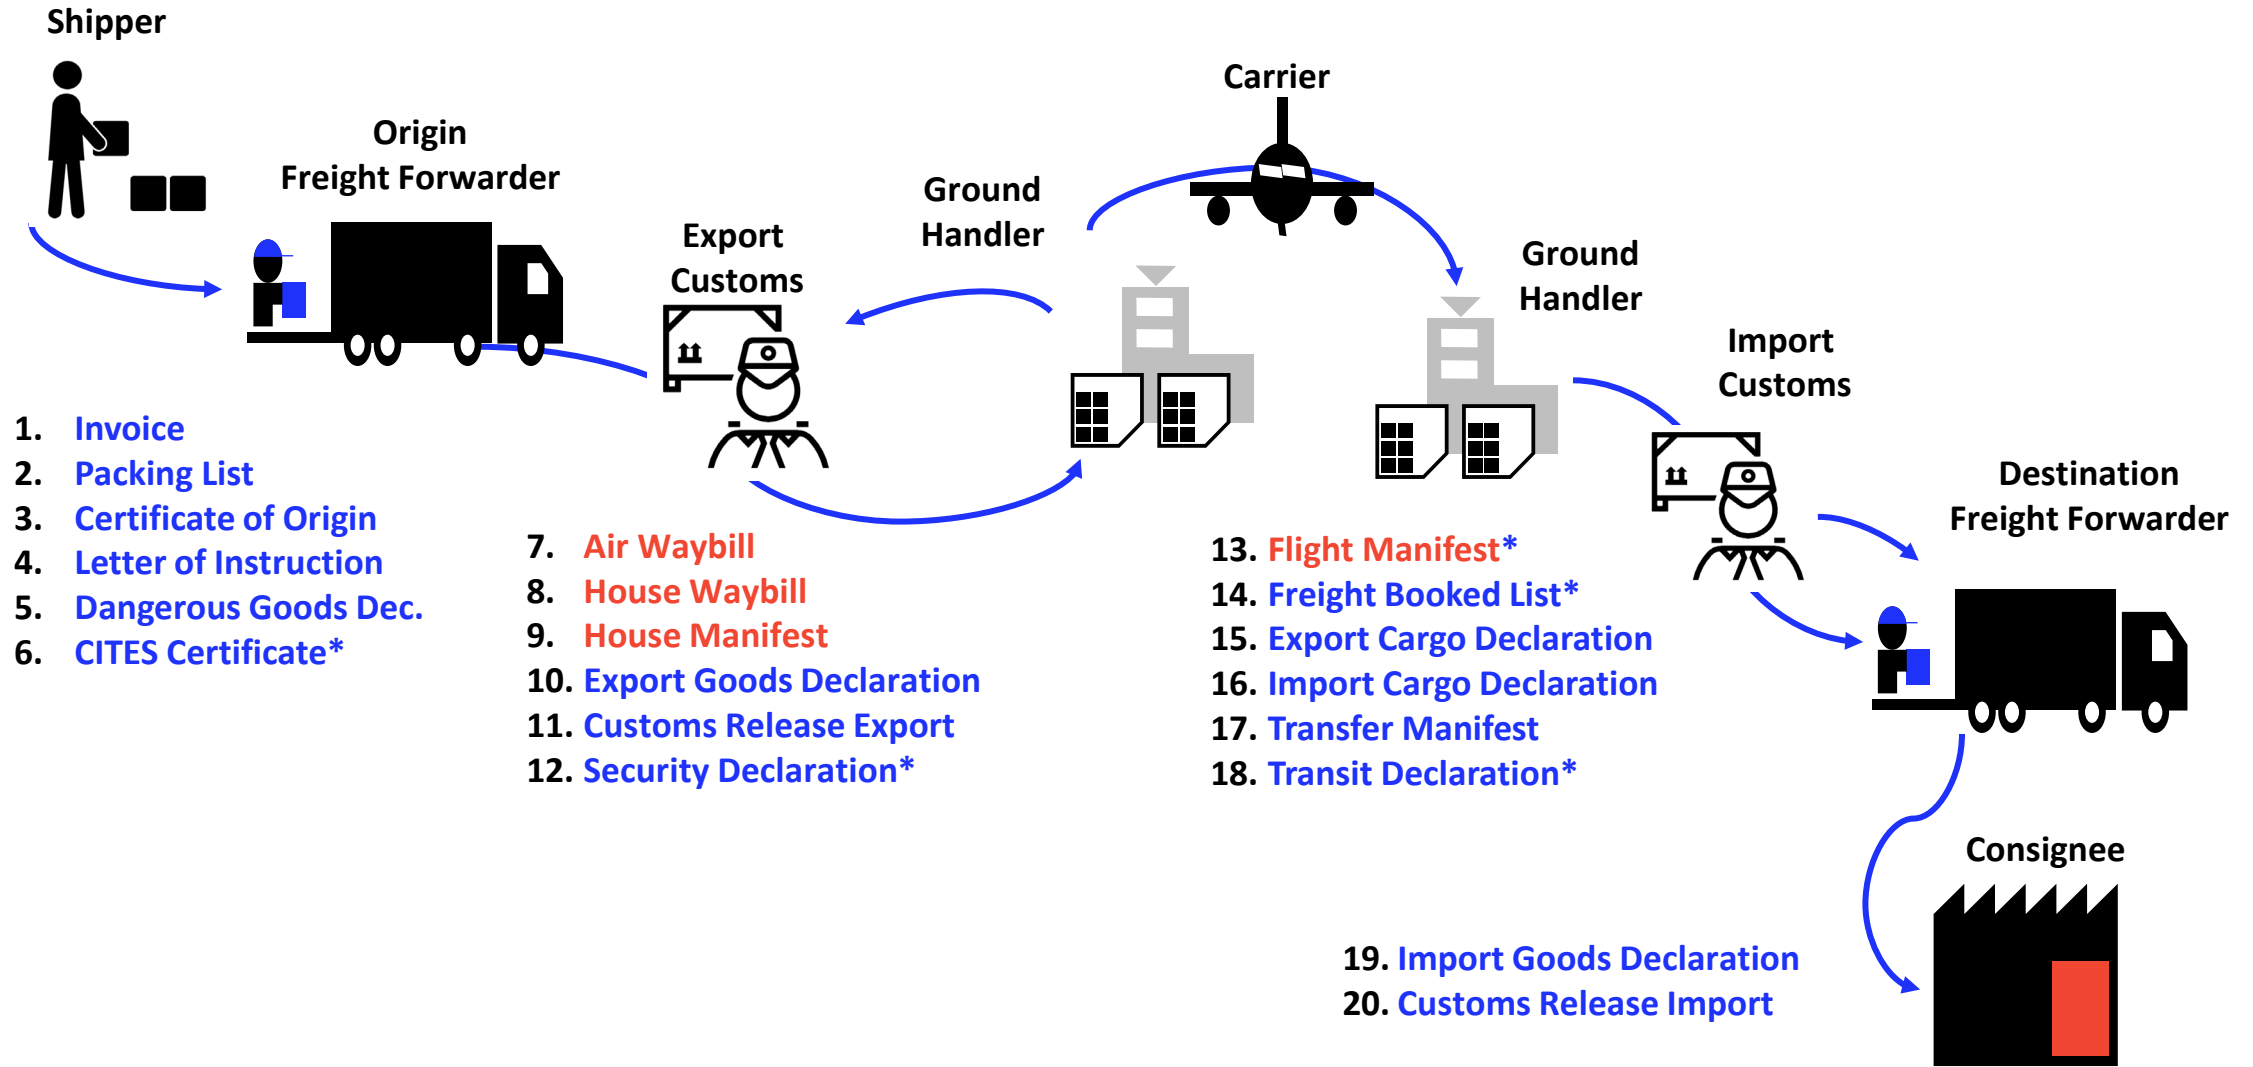 Shipper
Origin
Freight Forwarder
Export
Customs
Ground
Handler
Carrier
Ground
Handler
Import
Customs
Destination
Freight Forwarder
Consignee
1. Invoice
2. Packing List
3. Certificate of Origin
4. Letter of Instruction
5. Dangerous Goods Dec.
6. CITES Certificate*
7. Air Waybill
8. House Waybill
9. House Manifest
10. Export Goods Declaration
11. Customs Release Export
12. Security Declaration*
13. Flight Manifest*
14. Freight Booked List*
15. Export Cargo Declaration
16. Import Cargo Declaration
17. Transfer Manifest
18. Transit Declaration*
19. Import Goods Declaration
20. Customs Release Import